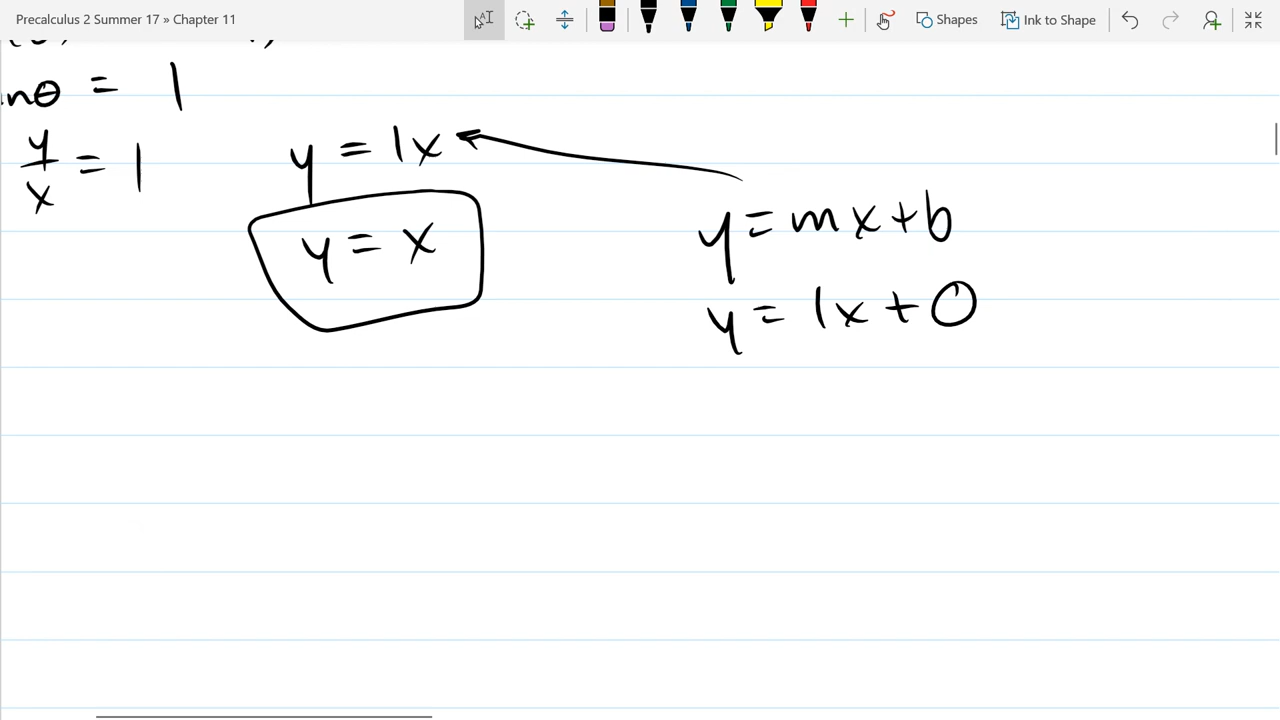 Precalculus 2 Summer 17 » Chapter 11
Shapes
Ink to Shape
nθ = 1
y/x = 1
y = 1x
y = x
y = mx + b
y = 1x + 0